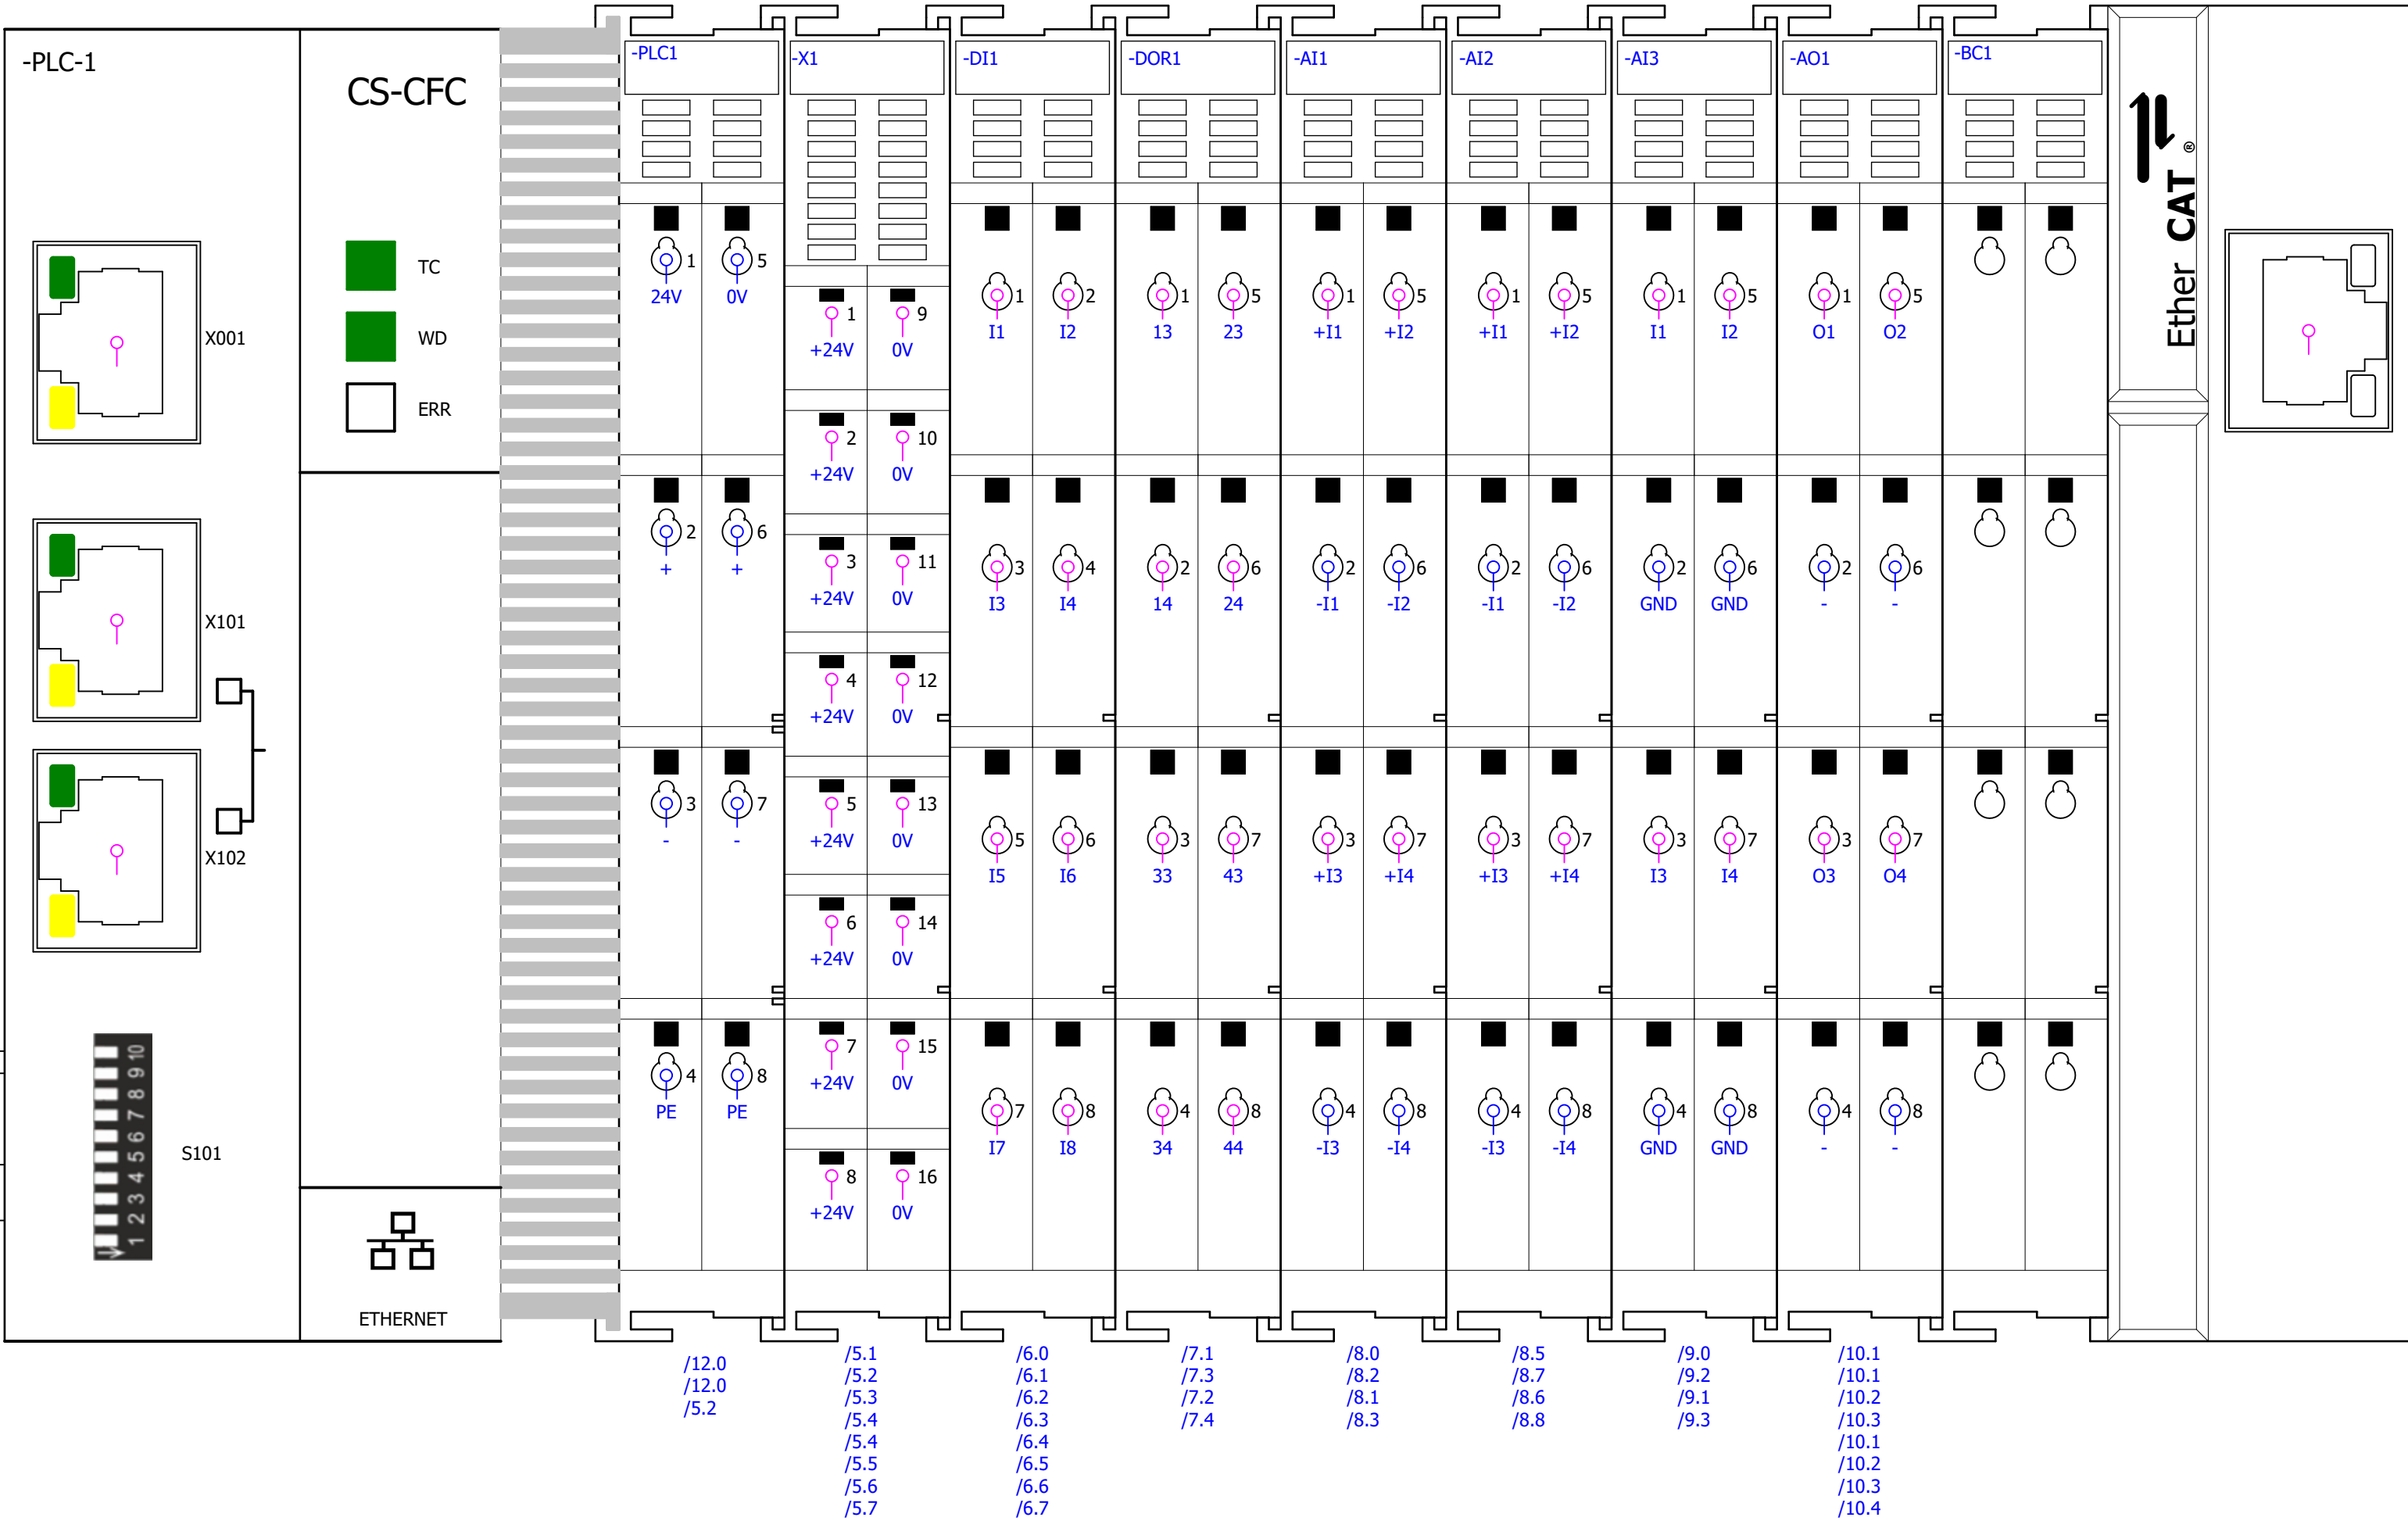 -PLC-1
CS-CFC
TC
WD
ERR
X001
X101
X102
S101
1 2 3 4 5 6 7 8 9 10
ETHERNET
-PLC1
1 5
24V 0V
2 6
+ +
3 7
- -
4 8
PE PE
/12.0
/12.0
/5.2
-X1
1 9
+24V 0V
2 10
+24V 0V
3 11
+24V 0V
4 12
+24V 0V
5 13
+24V 0V
6 14
+24V 0V
7 15
+24V 0V
8 16
+24V 0V
/5.1
/5.2
/5.3
/5.4
/5.4
/5.5
/5.6
/5.7
-DI1
1 2
I1 I2
3 4
I3 I4
5 6
I5 I6
7 8
I7 I8
/6.0
/6.1
/6.2
/6.3
/6.4
/6.5
/6.6
/6.7
-DOR1
1 5
13 23
2 6
14 24
3 7
33 43
4 8
34 44
/7.1
/7.3
/7.2
/7.4
-AI1
1 5
+I1 +I2
2 6
-I1 -I2
3 7
+I3 +I4
4 8
-I3 -I4
/8.0
/8.2
/8.1
/8.3
-AI2
1 5
+I1 +I2
2 6
-I1 -I2
3 7
+I3 +I4
4 8
-I3 -I4
/8.5
/8.7
/8.6
/8.8
-AI3
1 5
I1 I2
2 6
GND GND
3 7
I3 I4
4 8
GND GND
/9.0
/9.2
/9.1
/9.3
-AO1
1 5
O1 O2
2 6
- -
3 7
O3 O4
4 8
- -
/10.1
/10.1
/10.2
/10.3
/10.1
/10.2
/10.3
/10.4
-BC1
Ether CAT ®